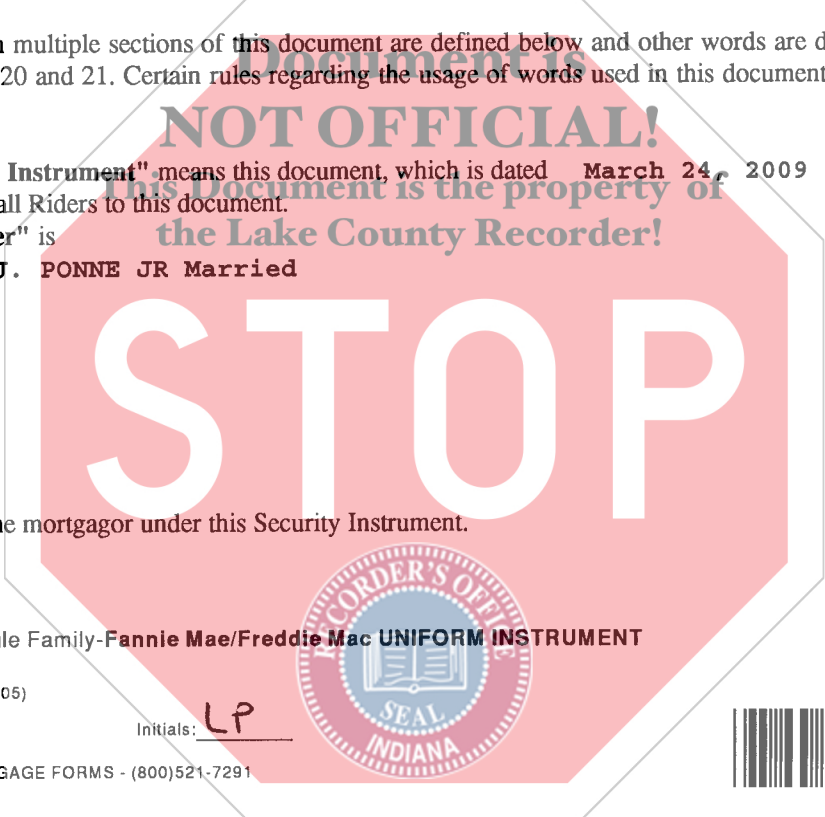 n multiple sections of this document are defined below and other words are d
Document is
20 and 21. Certain rules regarding the usage of words used in this document
NOT OFFICIAL!
Instrument" means this document, which is dated March 24, 2009
This Document is the property of
all Riders to this document.
er" is
the Lake County Recorder!
J. PONNE JR Married
STOP
e mortgagor under this Security Instrument.
RECORDER'S OFFICE
le Family-Fannie Mae/Freddie Mac UNIFORM INSTRUMENT
05)
SEAL
Initials: LP
INDIANA
GAGE FORMS - (800)521-7291